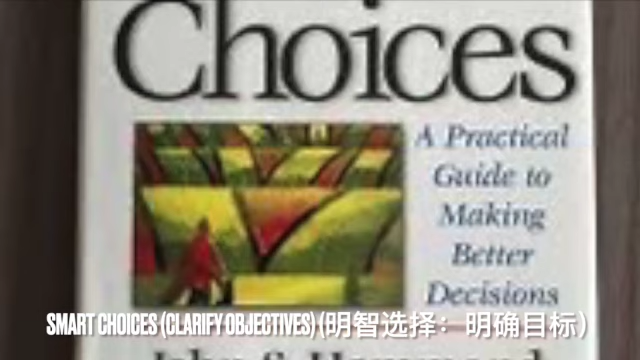 Choices
A Practical
Guide to
Making
Better
Decisions
SMART CHOICES (CLARIFY OBJECTIVES) (明智选择：明确目标）